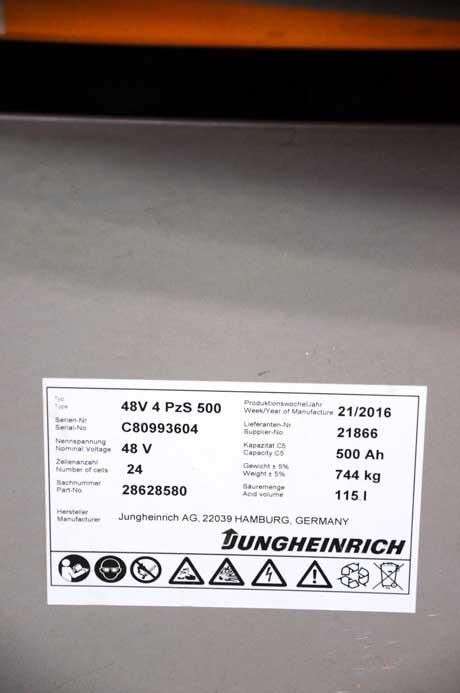 Typ
Type
48V 4 PzS 500
Produktionswoche/Jahr
Week/Year of Manufacture
21/2016
Serien-Nr
Serial-No
C80993604
Lieferanten-Nr
Supplier-No
21866
Nennspannung
Nominal Voltage
48 V
Kapazität C5
Capacity C5
500 Ah
Zellenanzahl
Number of cells
24
Gewicht ± 5%
Weight ± 5%
744 kg
Sachnummer
Part-No
28628580
Säuremenge
Acid volume
115 l
Hersteller
Manufacturer
Jungheinrich AG, 22039 HAMBURG, GERMANY
JUNGHEINRICH